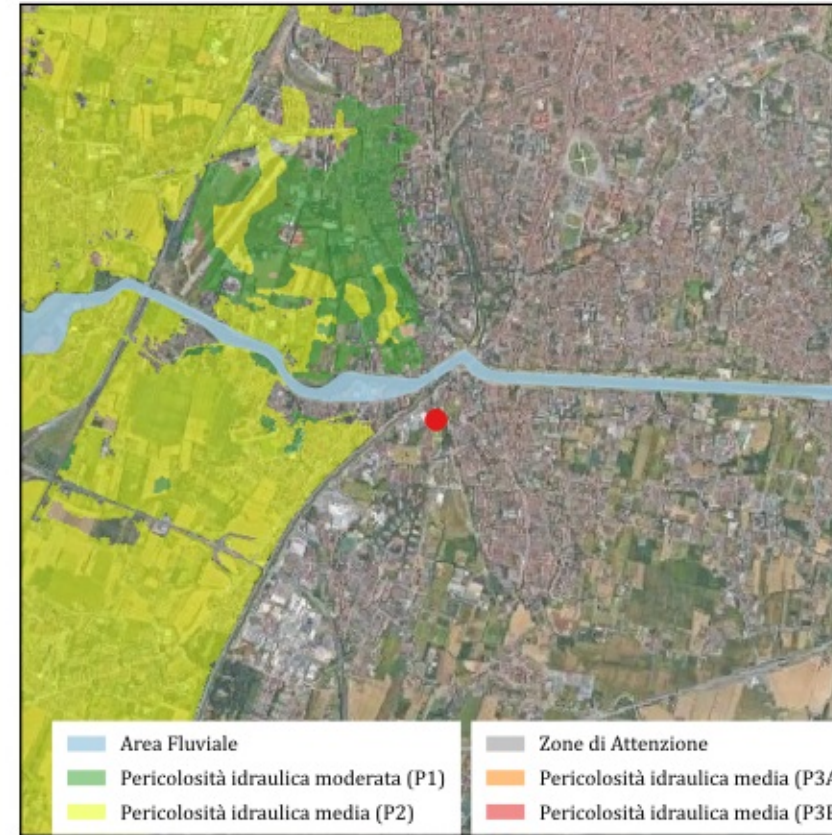 Area Fluviale
Pericolosità idraulica moderata (P1)
Pericolosità idraulica media (P2)
Zone di Attenzione
Pericolosità idraulica media (P3A
Pericolosità idraulica media (P3